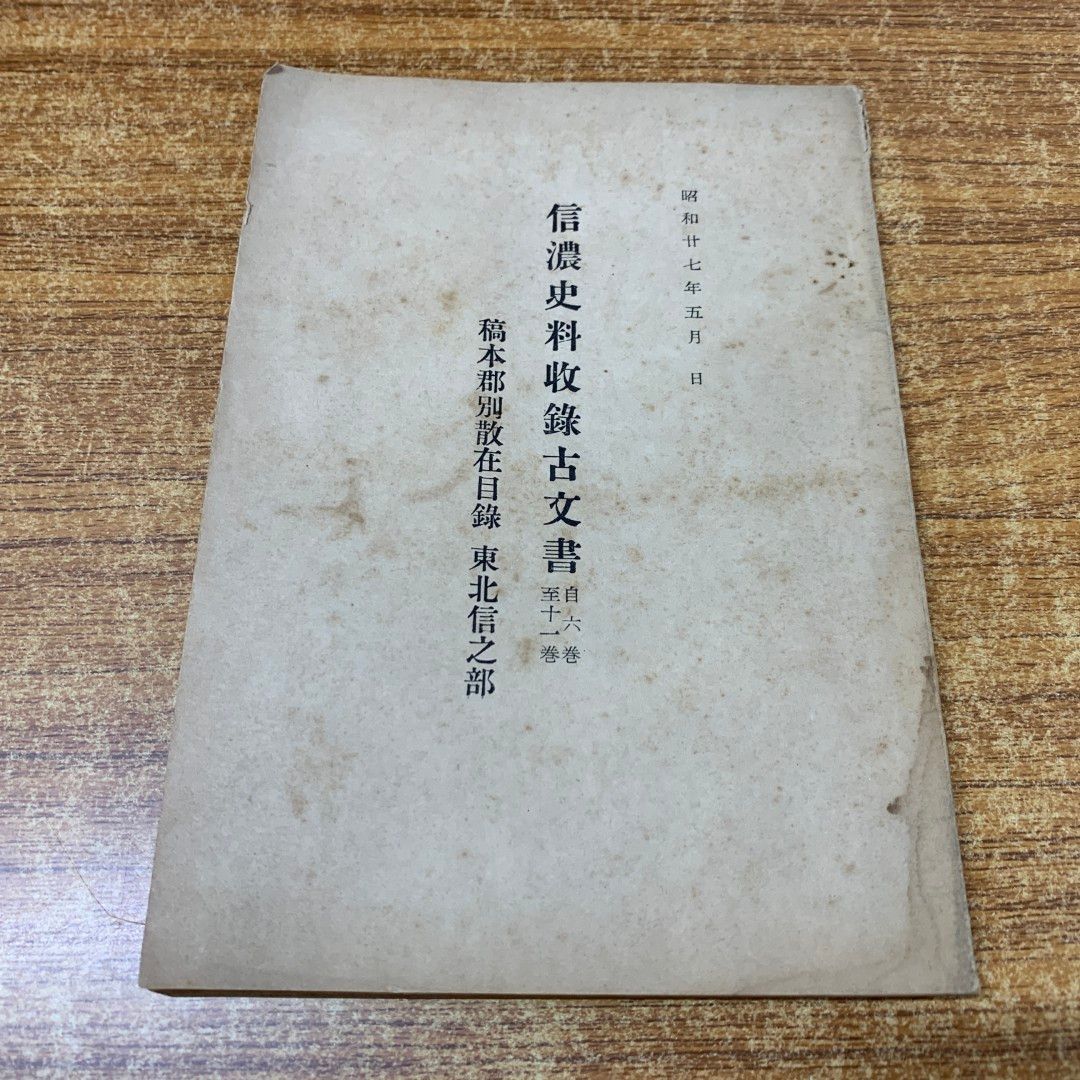 昭和廿七年五月　日
信濃史料收錄古文書
自六巻
至十一巻
稿本郡別散在目錄　東北信之部